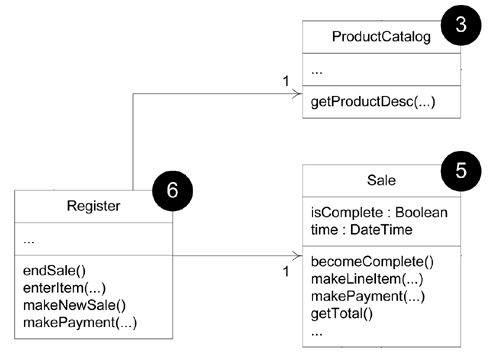 3
ProductCatalog
...
1
getProductDesc(...)
5
Sale
isComplete : Boolean
time : DateTime
1
becomeComplete()
makeLineItem(...)
makePayment(...)
getTotal()
...
6
Register
...
endSale()
enterItem(...)
makeNewSale()
makePayment(...)